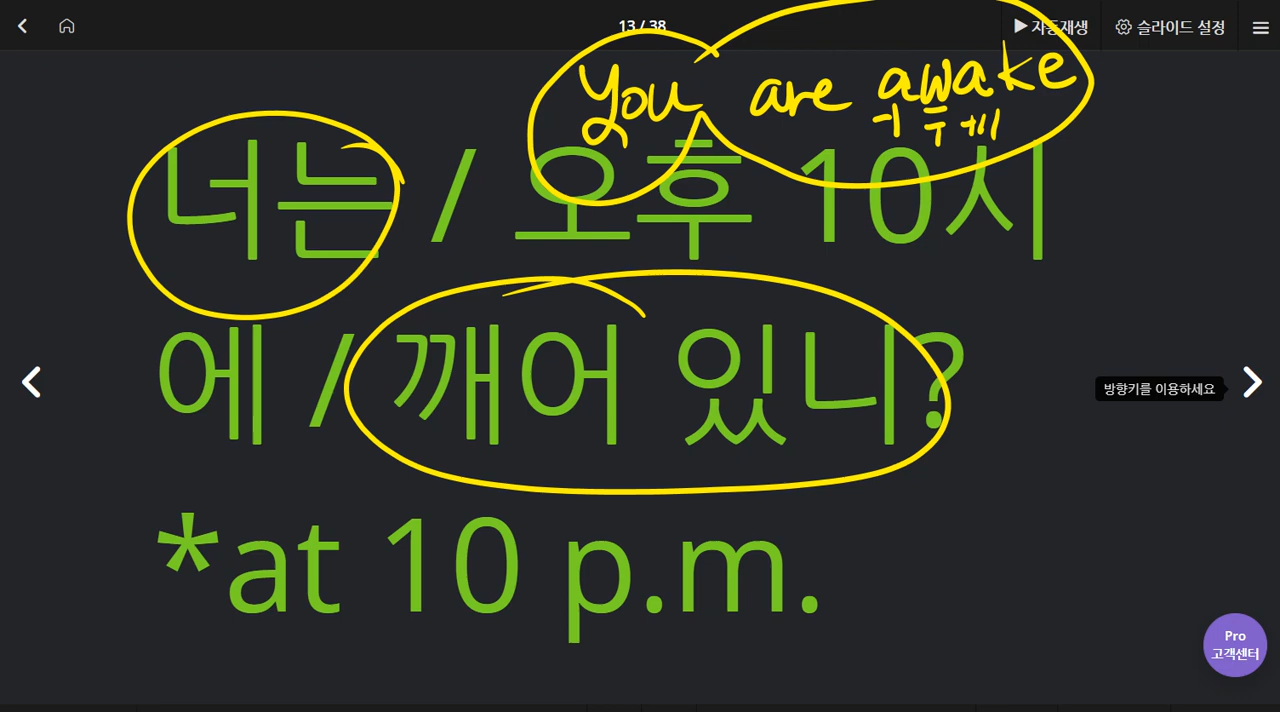 13 / 38
자동재생
슬라이드 설정
You are awake
ㅓ ㅜ ㅔ
너는 / 오후 10시
에 / 깨어 있니?
방향키를 이용하세요
*at 10 p.m.
Pro
고객센터